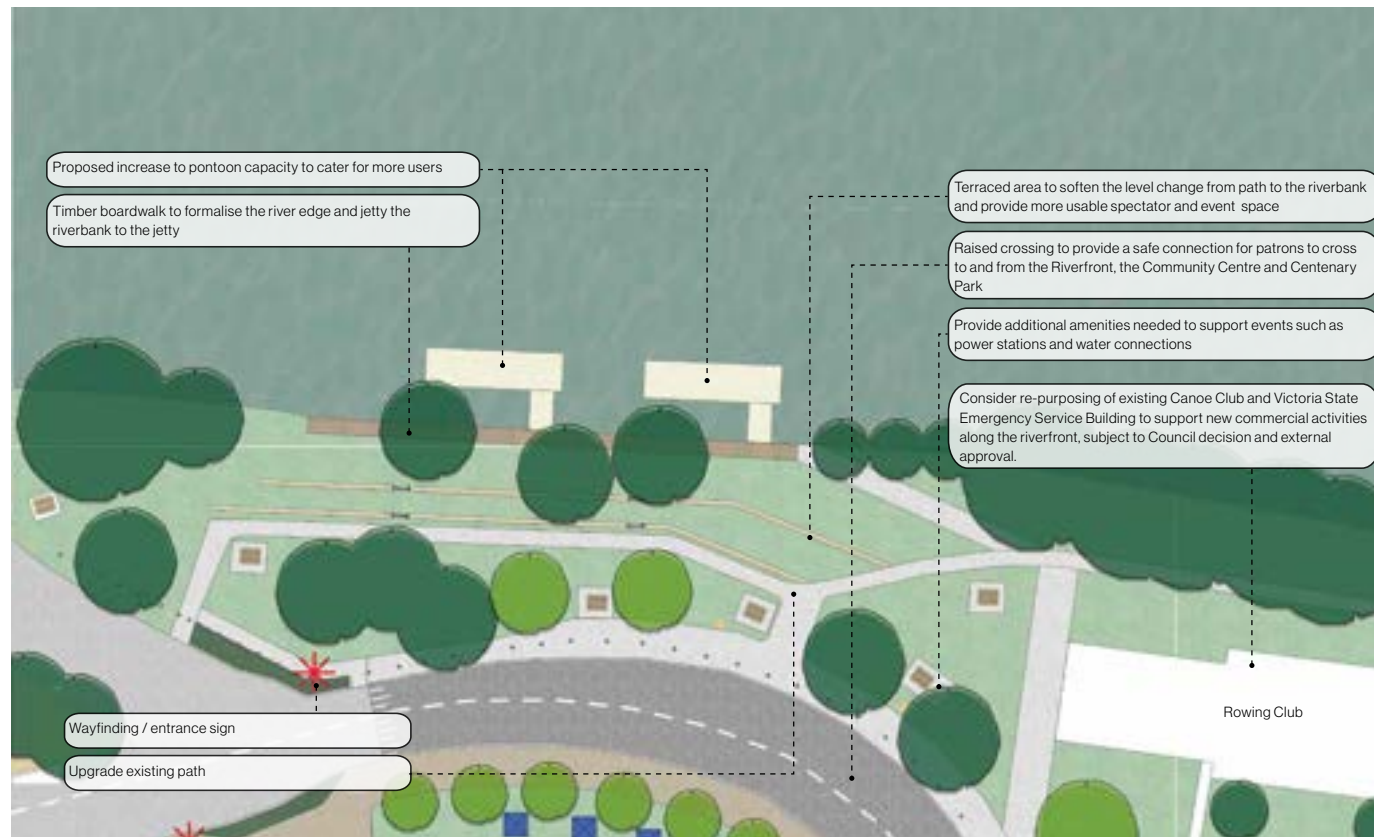 Proposed increase to pontoon capacity to cater for more users
Timber boardwalk to formalise the river edge and jetty the
riverbank to the jetty
Terraced area to soften the level change from path to the riverbank
and provide more usable spectator and event space
Raised crossing to provide a safe connection for patrons to cross
to and from the Riverfront, the Community Centre and Centenary
Park
Provide additional amenities needed to support events such as
power stations and water connections
Consider re-purposing of existing Canoe Club and Victoria State
Emergency Service Building to support new commercial activities
along the riverfront, subject to Council decision and external
approval.
Rowing Club
Wayfinding / entrance sign
Upgrade existing path